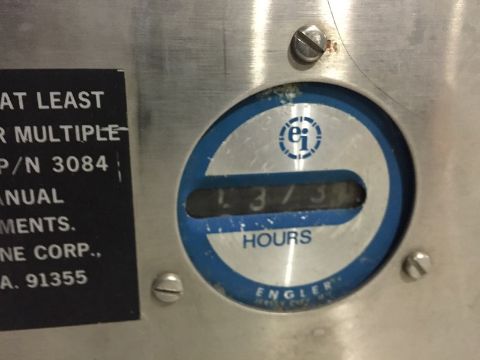 AT LEAST
R MULTIPLE
P/N 3084
ANUAL
MENTS.
NE CORP.,
A. 91355
ei
HOURS
ENGLER